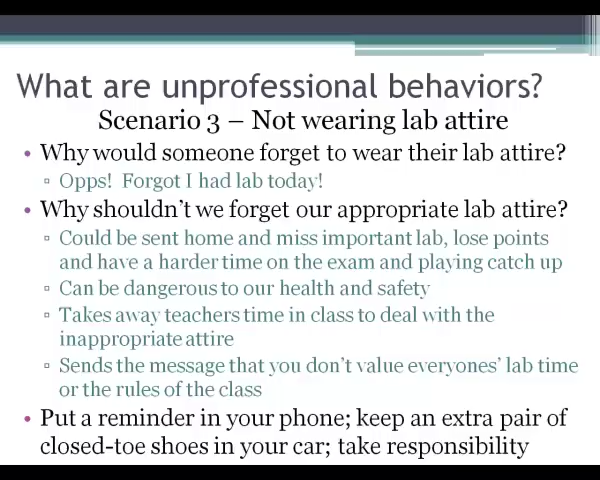 What are unprofessional behaviors?
Scenario 3 – Not wearing lab attire
• Why would someone forget to wear their lab attire?
▫ Opps! Forgot I had lab today!
• Why shouldn't we forget our appropriate lab attire?
▫ Could be sent home and miss important lab, lose points
and have a harder time on the exam and playing catch up
▫ Can be dangerous to our health and safety
▫ Takes away teachers time in class to deal with the
inappropriate attire
▫ Sends the message that you don't value everyones' lab time
or the rules of the class
• Put a reminder in your phone; keep an extra pair of
closed-toe shoes in your car; take responsibility